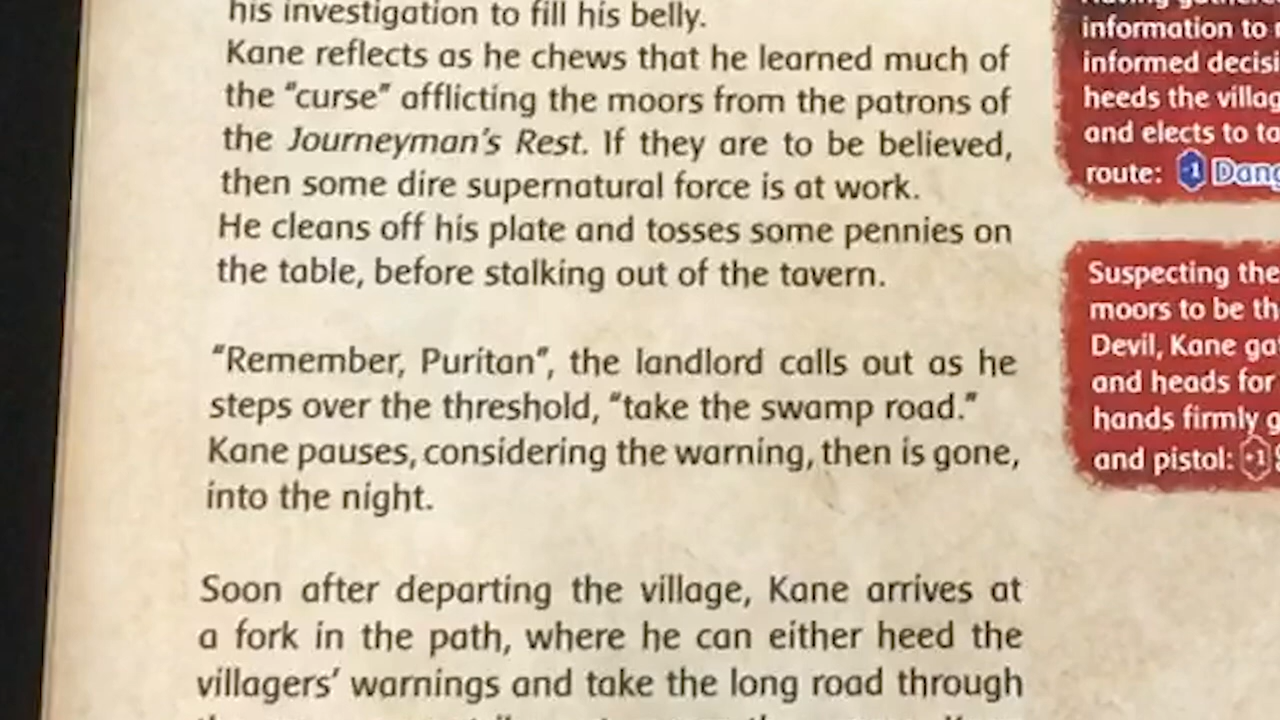 his investigation to fill his belly.
Kane reflects as he chews that he learned much of
the "curse" afflicting the moors from the patrons of
the Journeyman's Rest. If they are to be believed,
then some dire supernatural force is at work.
He cleans off his plate and tosses some pennies on
the table, before stalking out of the tavern.
"Remember, Puritan", the landlord calls out as he
steps over the threshold, "take the swamp road."
Kane pauses, considering the warning, then is gone,
into the night.
Soon after departing the village, Kane arrives at
a fork in the path, where he can either heed the
villagers' warnings and take the long road through
information to
informed decisi
heeds the villag
and elects to ta
route: -1 Dang
Suspecting the
moors to be th
Devil, Kane ga
and heads for
hands firmly g
and pistol: +1